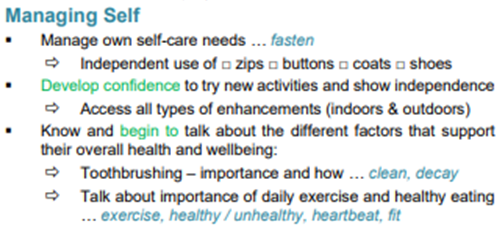 Managing Self
▪ Manage own self-care needs … fasten
⇨ Independent use of □ zips □ buttons □ coats □ shoes
▪ Develop confidence to try new activities and show independence
⇨ Access all types of enhancements (indoors & outdoors)
▪ Know and begin to talk about the different factors that support
their overall health and wellbeing:
⇨ Toothbrushing – importance and how … clean, decay
⇨ Talk about importance of daily exercise and healthy eating
… exercise, healthy / unhealthy, heartbeat, fit